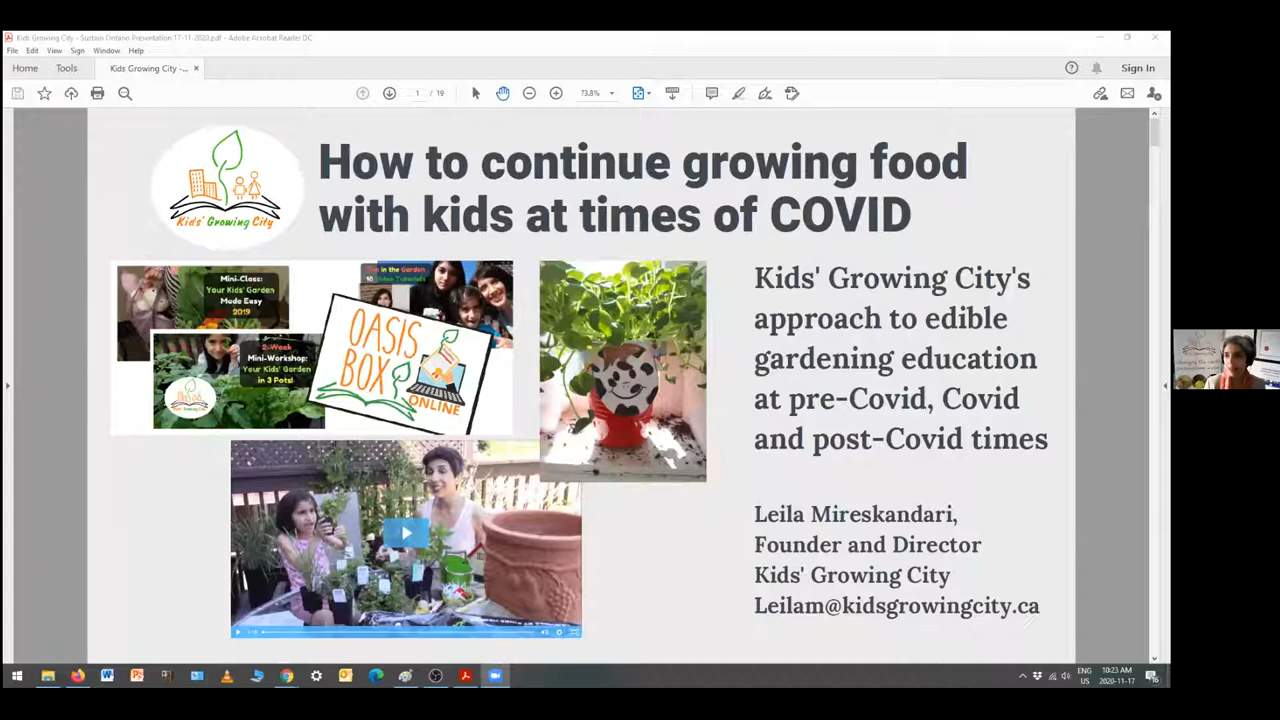 Kids Growing City - Sustain Ontario Presentation 17-11-2020.pdf - Adobe Acrobat Reader DC
File Edit View Sign Window Help
Home Tools Kids Growing City -... × Sign In
1 / 19 73.8%
How to continue growing food
with kids at times of COVID
Kids' Growing City
Mini-Class:
Your Kids' Garden
Made Easy
2019
in the Garden
10 Video Tutorials
2-Week
Mini-Workshop:
Your Kids' Garden
in 3 Pots!
OASIS
BOX
ONLINE
Kids' Growing City's
approach to edible
gardening education
at pre-Covid, Covid
and post-Covid times
Leila Mireskandari,
Founder and Director
Kids' Growing City
Leilam@kidsgrowingcity.ca
ENG
US
10:23 AM
2020-11-17